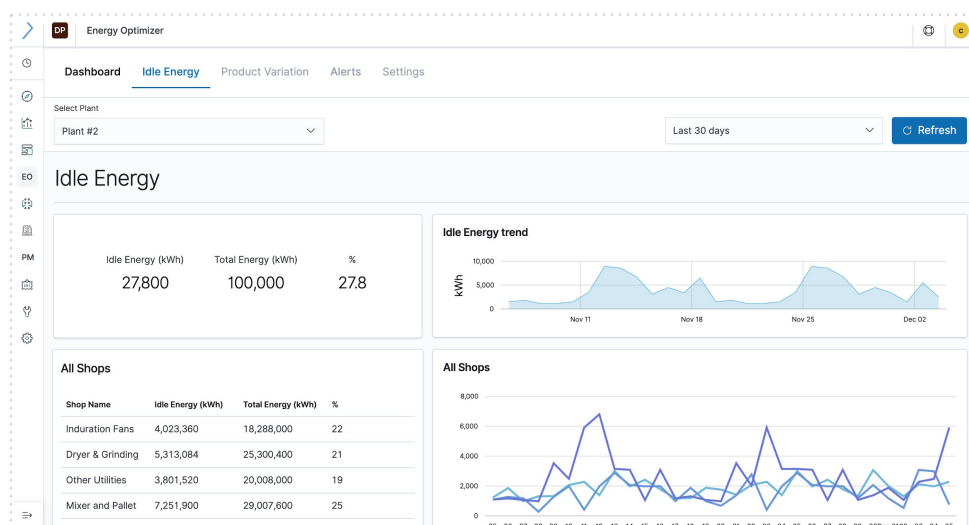 DP Energy Optimizer C
Dashboard Idle Energy Product Variation Alerts Settings
Select Plant
Plant #2 Last 30 days Refresh
EO
PM
Idle Energy
Idle Energy (kWh) Total Energy (kWh) %
27,800 100,000 27.8
Idle Energy trend
kWh
10,000
5,000
0
Nov 11 Nov 18 Nov 25 Dec 02
All Shops
Shop Name Idle Energy (kWh) Total Energy (kWh) %
Induration Fans 4,023,360 18,288,000 22
Dryer & Grinding 5,313,084 25,300,400 21
Other Utilities 3,801,520 20,008,000 19
Mixer and Pallet 7,251,900 29,007,600 25
All Shops
8,000
6,000
4,000
2,000
0